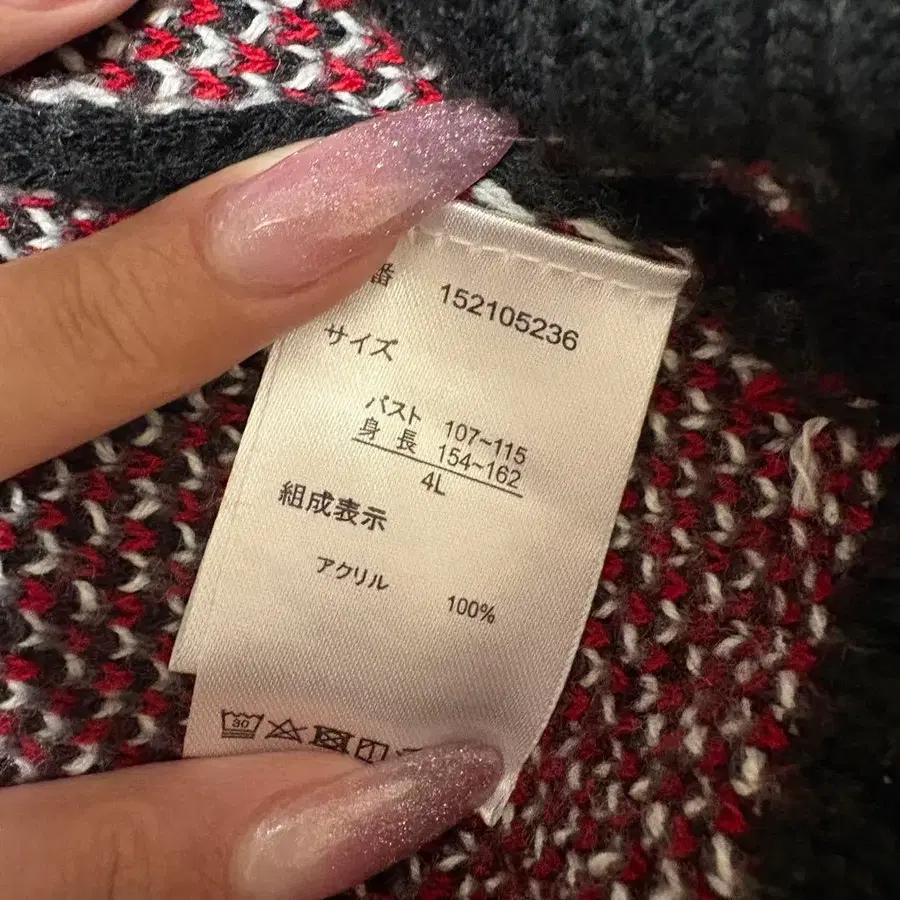 番 152105236
サイズ
バスト 107~115
身長 154~162
4L
組成表示
アクリル 100%
30